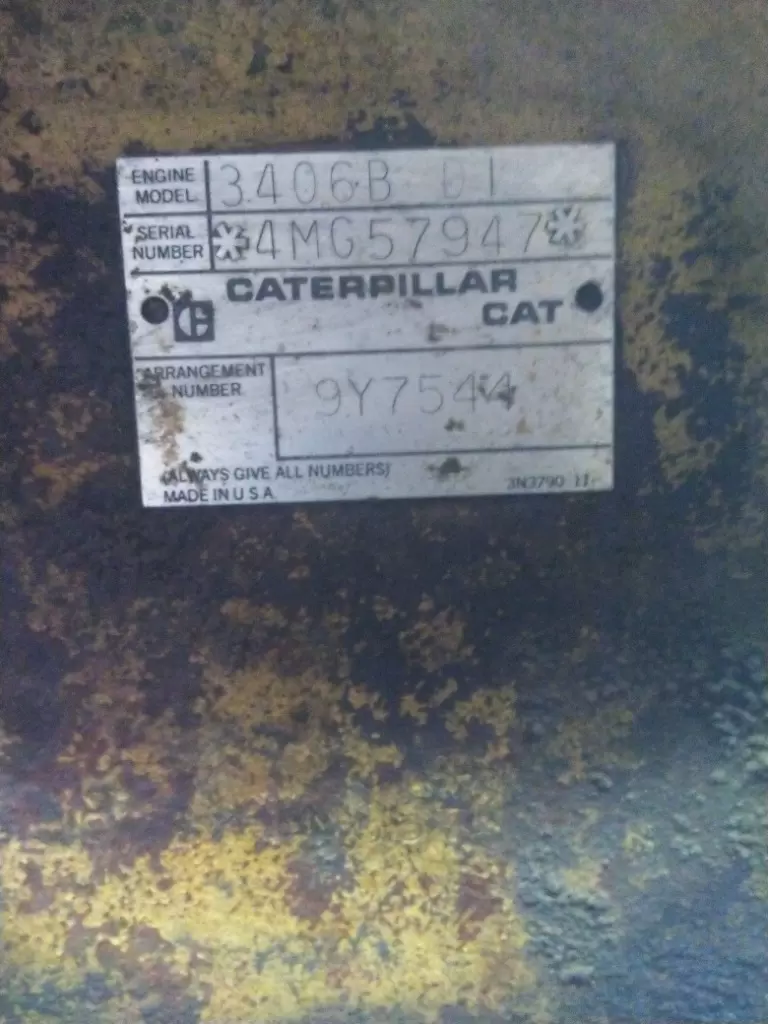 ENGINE MODEL 3406B DI
SERIAL NUMBER *4MG57947*
CATERPILLAR
CAT
ARRANGEMENT NUMBER 9Y7544
(ALWAYS GIVE ALL NUMBERS)
MADE IN U S A
3N3790 11